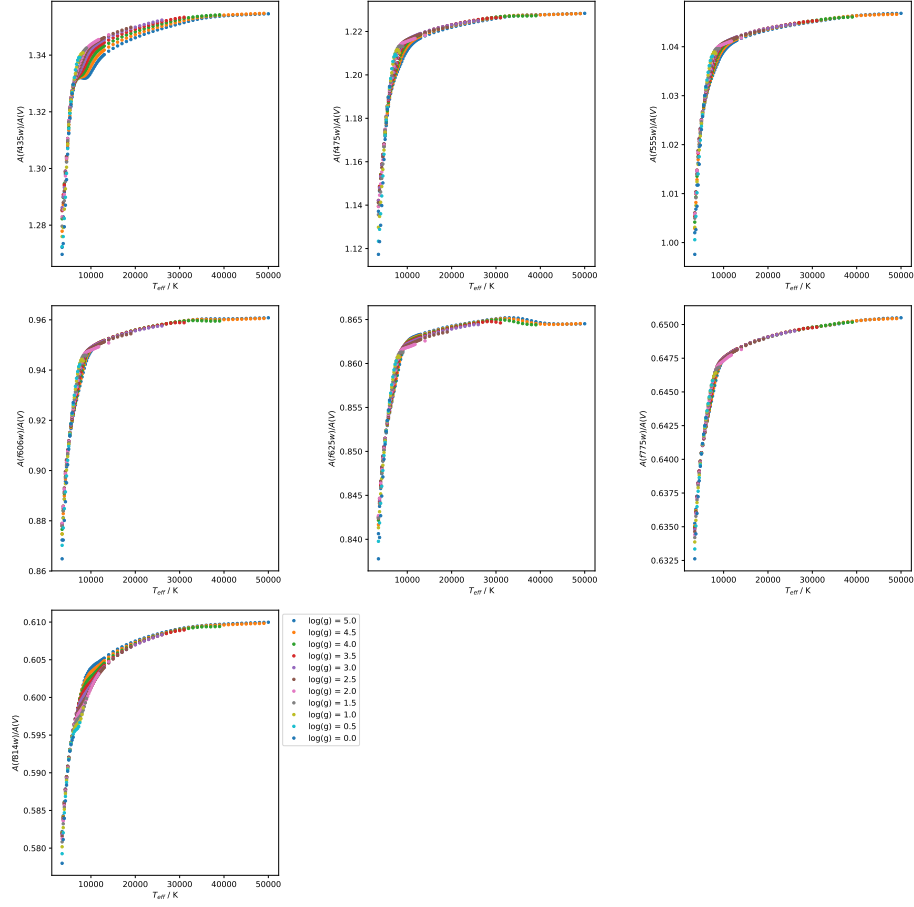 A(f435w)/A(V)
1.34
1.32
1.30
1.28
10000 20000 30000 40000 50000
T_eff / K
A(f475w)/A(V)
1.22
1.20
1.18
1.16
1.14
1.12
10000 20000 30000 40000 50000
T_eff / K
A(f555w)/A(V)
1.04
1.03
1.02
1.01
1.00
10000 20000 30000 40000 50000
T_eff / K
A(f606w)/A(V)
0.96
0.94
0.92
0.90
0.88
0.86
10000 20000 30000 40000 50000
T_eff / K
A(f625w)/A(V)
0.865
0.860
0.855
0.850
0.845
0.840
10000 20000 30000 40000 50000
T_eff / K
A(f775w)/A(V)
0.6500
0.6475
0.6450
0.6425
0.6400
0.6375
0.6350
0.6325
10000 20000 30000 40000 50000
T_eff / K
A(f814w)/A(V)
0.610
0.605
0.600
0.595
0.590
0.585
0.580
10000 20000 30000 40000 50000
T_eff / K
log(g) = 5.0
log(g) = 4.5
log(g) = 4.0
log(g) = 3.5
log(g) = 3.0
log(g) = 2.5
log(g) = 2.0
log(g) = 1.5
log(g) = 1.0
log(g) = 0.5
log(g) = 0.0